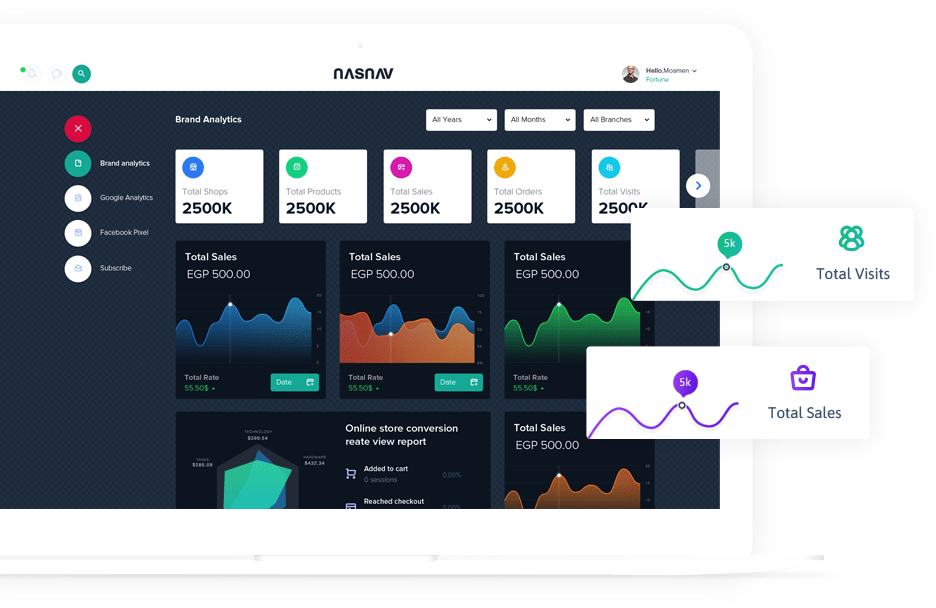 NASNAV
Hello,Moamen
Fortune
Brand Analytics
All Years
All Months
All Branches
Brand analytics
Google Analytics
Facebook Pixel
Subscribe
Total Shops
2500K
Total Products
2500K
Total Sales
2500K
Total Orders
2500K
Total Visits
2500K
5k
Total Visits
Total Sales
EGP 500.00
Total Rate
55.50$
Date
Total Sales
EGP 500.00
Total Rate
55.50$
Date
Total Sales
EGP 500.00
Total Rate
55.50$
5k
Total Sales
TECHNOLOGY
$399.54
TAXES
$285.09
HARDWARE
$432.34
Online store conversion
reate view report
Added to cart
0 sessions
0.00%
Reached checkout
0.00%
Total Sales
EGP 500.00